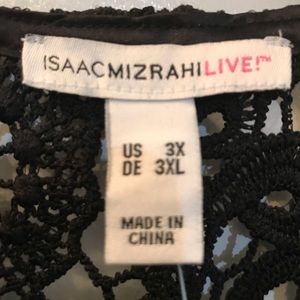 ISAACMIZRAHILIVE!™
US 3X
DE 3XL
MADE IN
CHINA